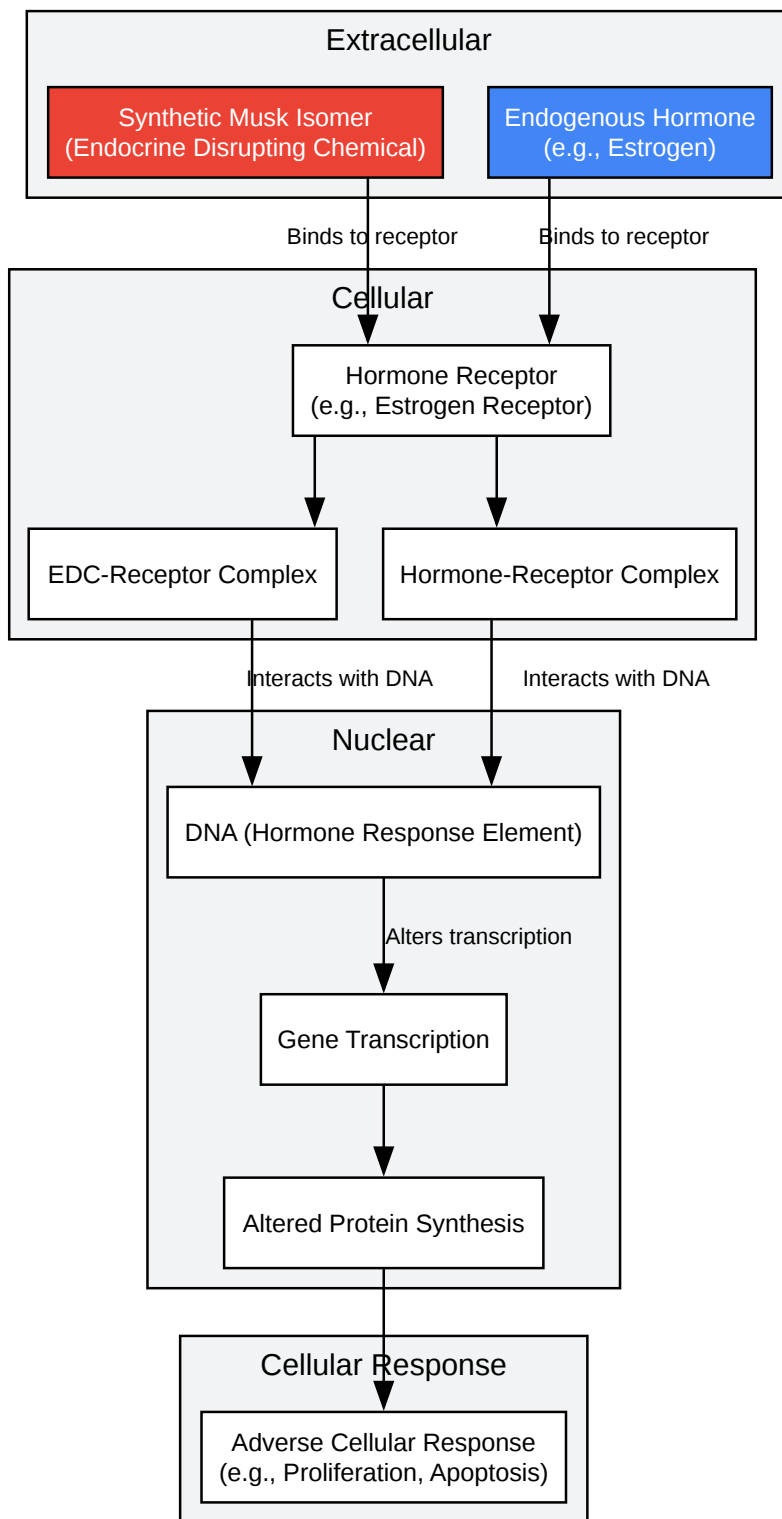 Extracellular
Synthetic Musk Isomer
(Endocrine Disrupting Chemical)
Endogenous Hormone
(e.g., Estrogen)
Binds to receptor
Binds to receptor
Cellular
Hormone Receptor
(e.g., Estrogen Receptor)
EDC-Receptor Complex
Hormone-Receptor Complex
Interacts with DNA
Interacts with DNA
Nuclear
DNA (Hormone Response Element)
Alters transcription
Gene Transcription
Altered Protein Synthesis
Cellular Response
Adverse Cellular Response
(e.g., Proliferation, Apoptosis)